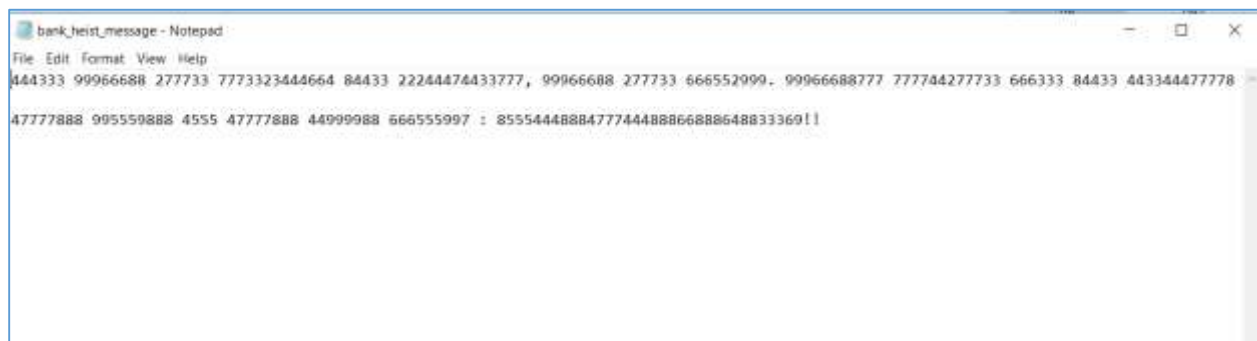 bank_heist_message - Notepad
File Edit Format View Help
444333 99966688 277733 7773323444664 84433 22244474433777, 99966688 277733 666552999. 99966688777 777744277733 666333 84433 443344477778
47777888 995559888 4555 47777888 44999988 666555997 : 8555444888477744488866888648833369!!